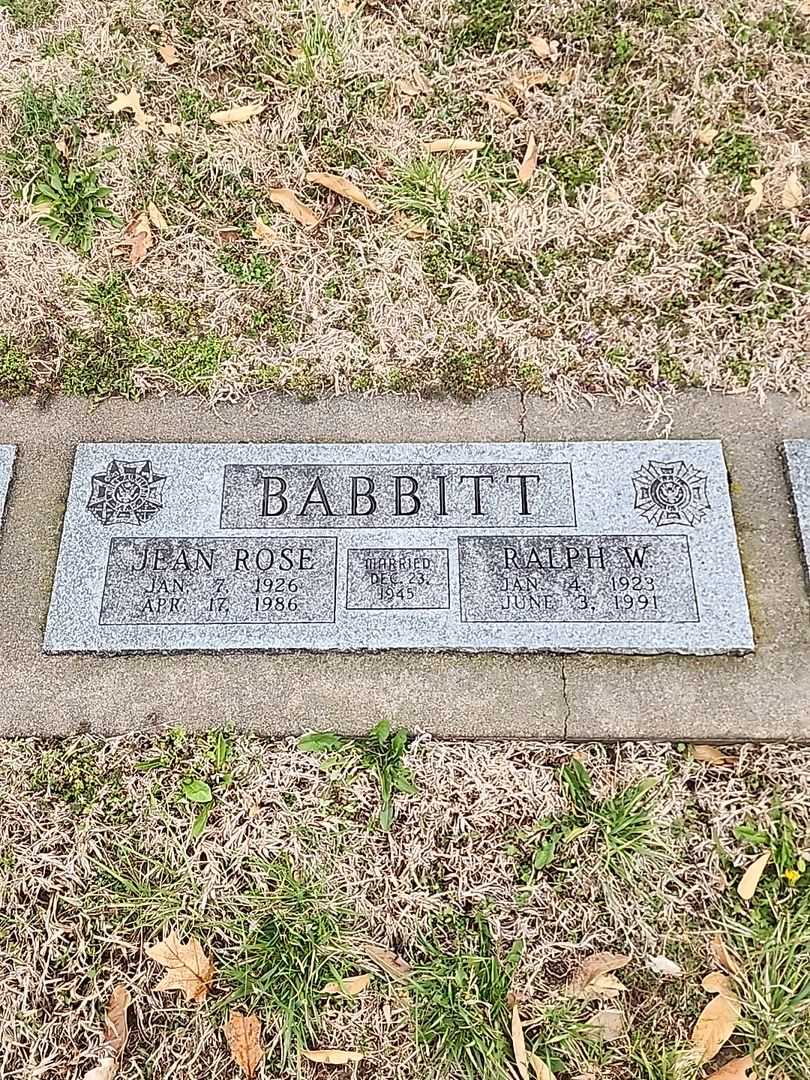 BABBITT
JEAN ROSE
JAN. 7, 1926
APR. 17, 1986
MARRIED
DEC. 23,
1945
RALPH W.
JAN. 4, 1923
JUNE 3, 1991